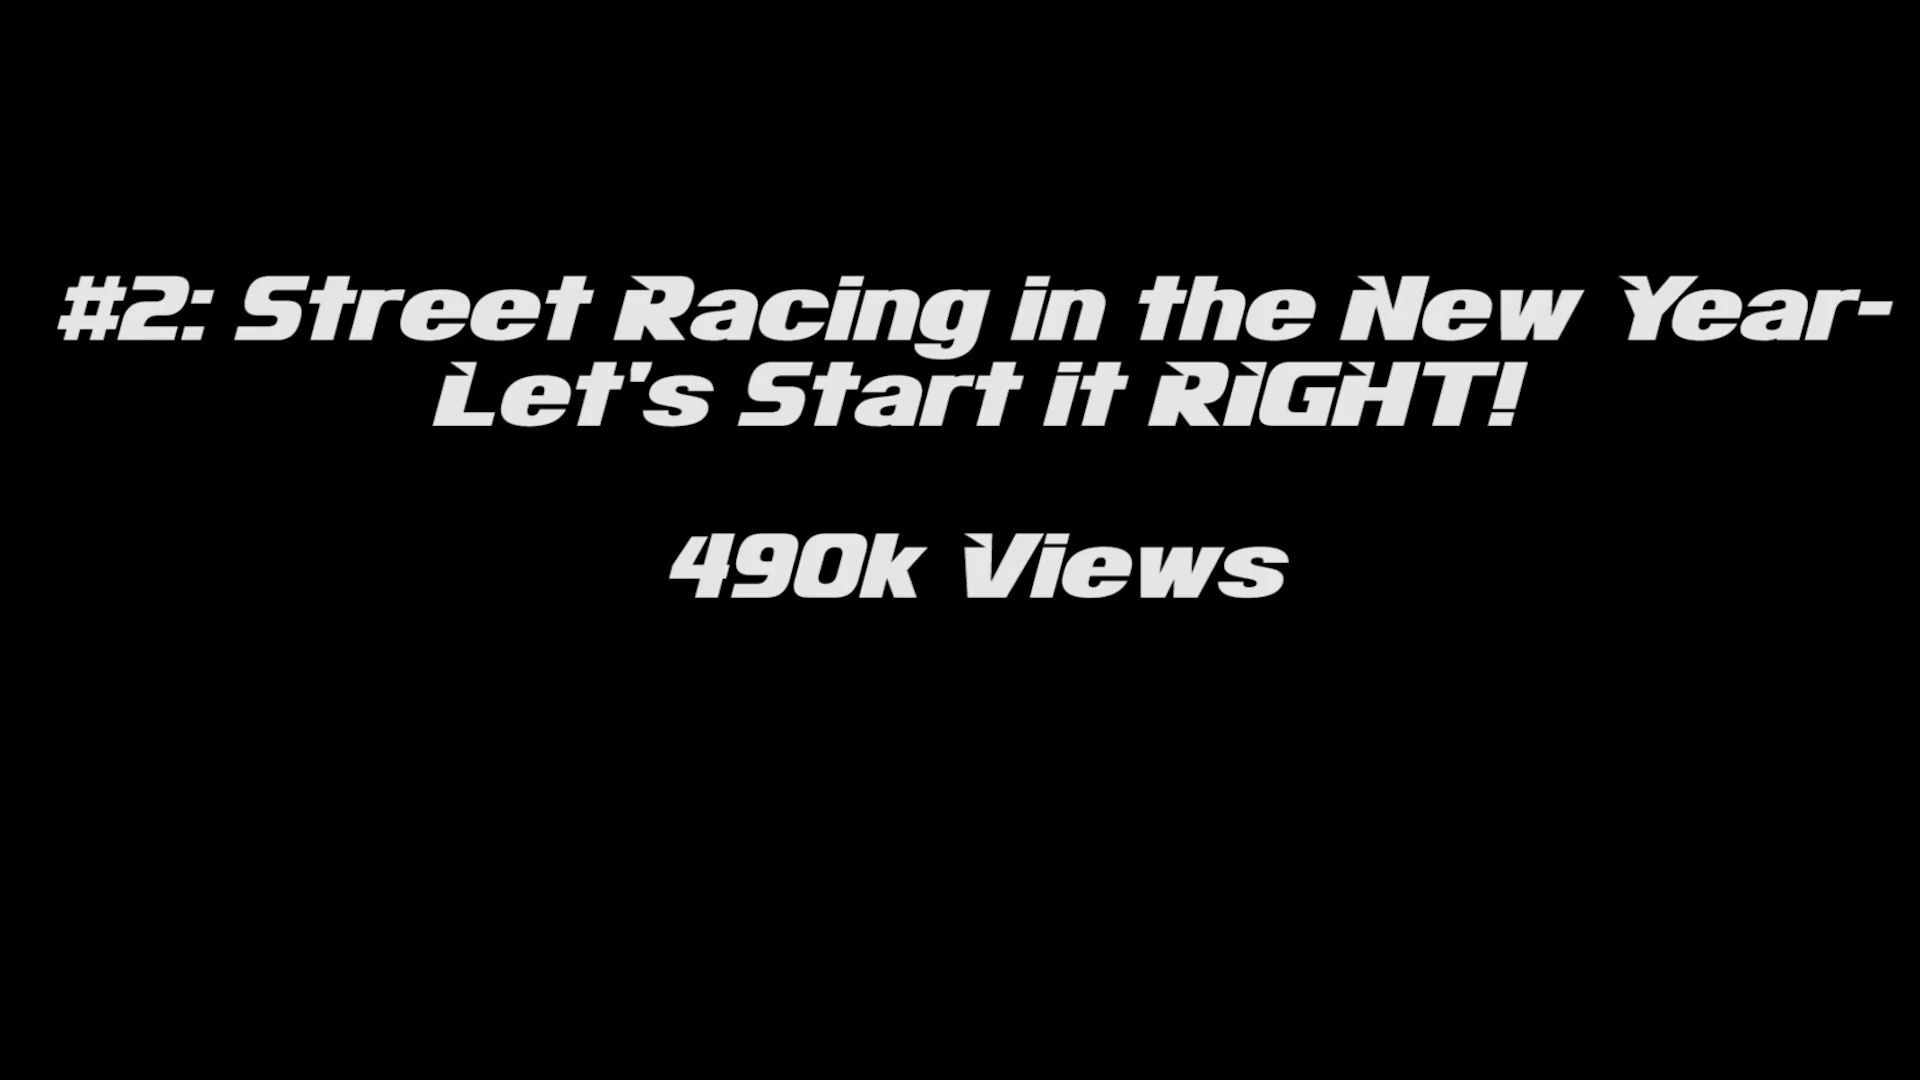 #2: Street Racing in the New Year-
Let's Start it RIGHT!
490k Views